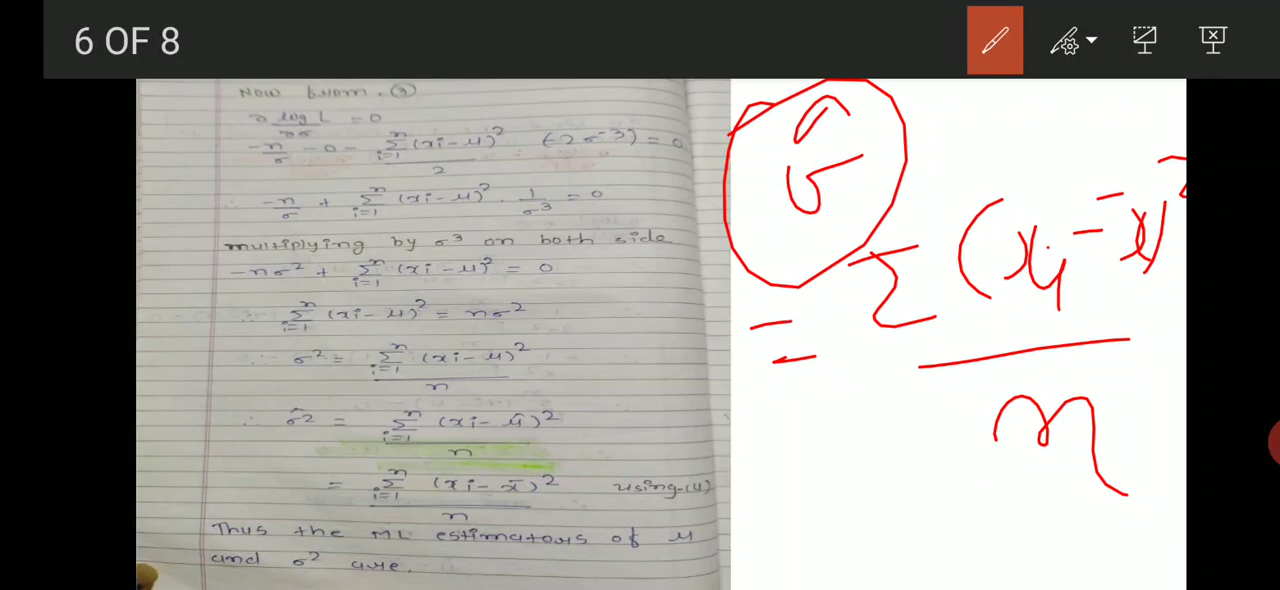 6 OF 8
Now from. (3)
∂ log L / ∂σ = 0
-n/σ - 0 - Σ_{i=1}^{n} (xi - μ)² / 2 (-2σ⁻³) = 0
∴ -n/σ + Σ_{i=1}^{n} (xi - μ)² . 1/σ³ = 0
multiplying by σ³ on both side
-nσ² + Σ_{i=1}^{n} (xi - μ)² = 0
∴ Σ_{i=1}^{n} (xi - μ)² = nσ²
∴ σ² = Σ_{i=1}^{n} (xi - μ)² / n
∴ σ̂² = Σ_{i=1}^{n} (xi - μ̂)² / n
= Σ_{i=1}^{n} (xi - x̄)² / n using-(4)
Thus the ML estimators of μ
and σ² are.
σ̂
= Σ (xi - x̄)² / n